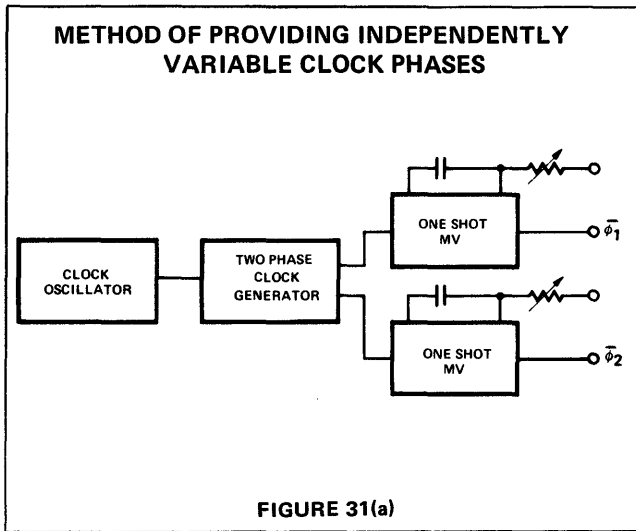 METHOD OF PROVIDING INDEPENDENTLY
VARIABLE CLOCK PHASES
ONE SHOT
MV
φ̅1
CLOCK
OSCILLATOR
TWO PHASE
CLOCK
GENERATOR
ONE SHOT
MV
φ̅2
FIGURE 31(a)